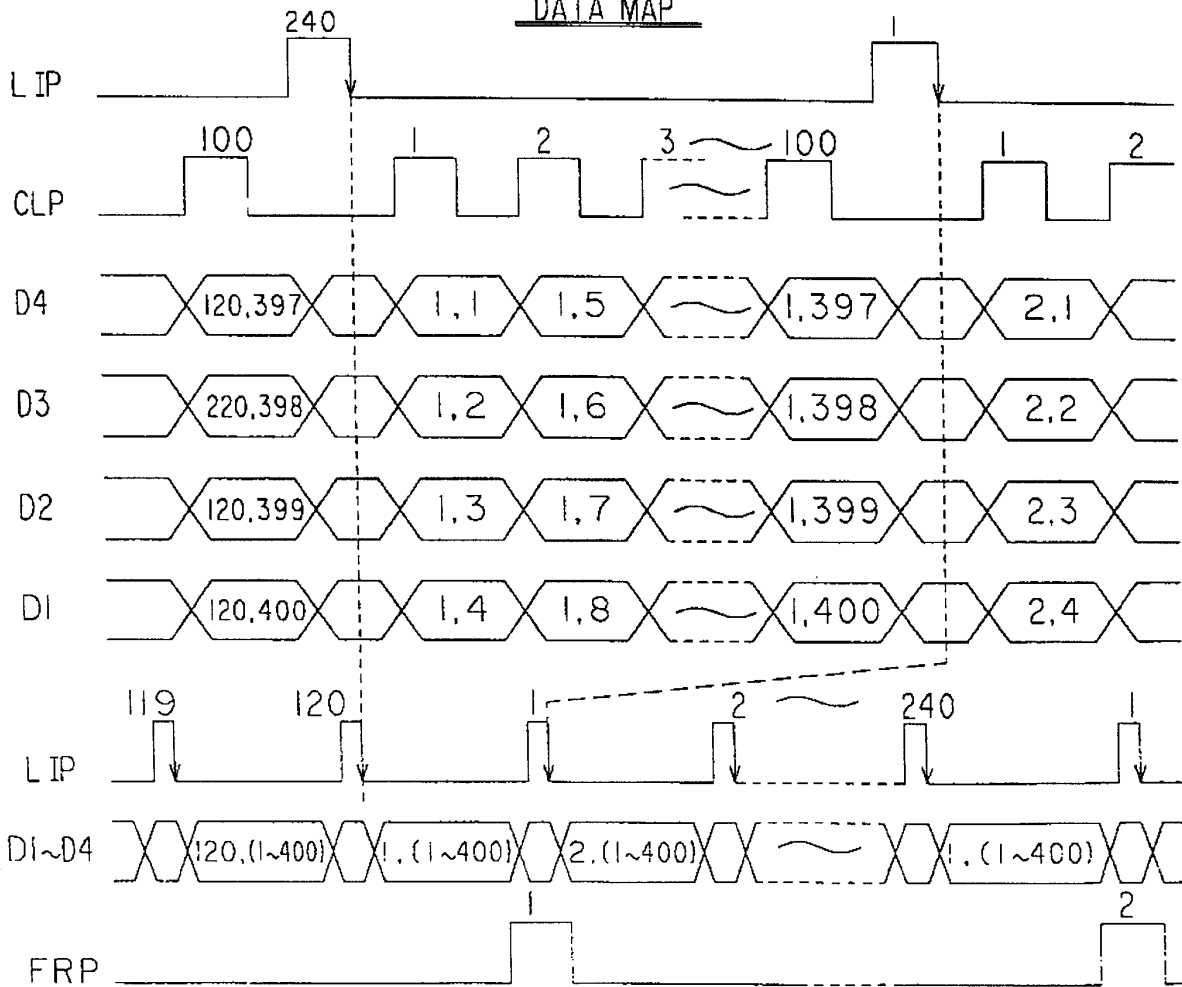 DATA MAP
240 1
LIP
100 1 2 3 ~ 100 1 2
CLP ~
D4 120,397 1,1 1,5 ~ 1,397 2,1
D3 220,398 1,2 1,6 ~ 1,398 2,2
D2 120,399 1,3 1,7 ~ 1,399 2,3
D1 120,400 1,4 1,8 ~ 1,400 2,4
119 120 1 2 ~ 240 1
LIP
D1~D4 120,(1~400) 1,(1~400) 2,(1~400) ~ 1,(1~400)
1 2
FRP